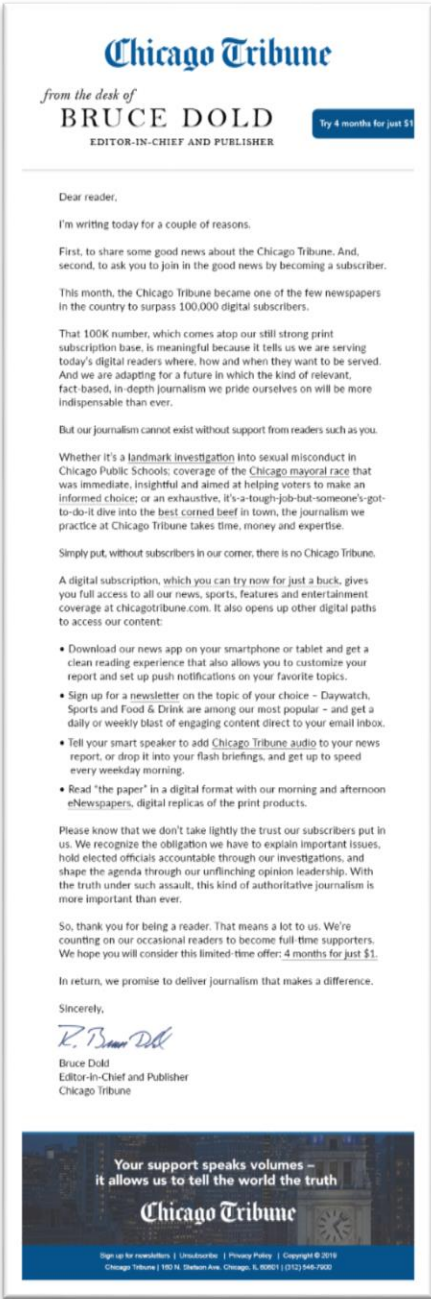 Chicago Tribune
from the desk of
BRUCE DOLD
EDITOR-IN-CHIEF AND PUBLISHER
Try 4 months for just $1
Dear reader,
I'm writing today for a couple of reasons.
First, to share some good news about the Chicago Tribune. And,
second, to ask you to join in the good news by becoming a subscriber.
This month, the Chicago Tribune became one of the few newspapers
in the country to surpass 100,000 digital subscribers.
That 100K number, which comes atop our still strong print
subscription base, is meaningful because it tells us we are serving
today's digital readers where, how and when they want to be served.
And we are adapting for a future in which the kind of relevant,
fact-based, in-depth journalism we pride ourselves on will be more
indispensable than ever.
But our journalism cannot exist without support from readers such as you.
Whether it's a landmark investigation into sexual misconduct in
Chicago Public Schools; coverage of the Chicago mayoral race that
was immediate, insightful and aimed at helping voters to make an
informed choice; or an exhaustive, it's-a-tough-job-but-someone's-got-
to-do-it dive into the best corned beef in town, the journalism we
practice at Chicago Tribune takes time, money and expertise.
Simply put, without subscribers in our corner, there is no Chicago Tribune.
A digital subscription, which you can try now for just a buck, gives
you full access to all our news, sports, features and entertainment
coverage at chicagotribune.com. It also opens up other digital paths
to access our content:
• Download our news app on your smartphone or tablet and get a
clean reading experience that also allows you to customize your
report and set up push notifications on your favorite topics.
• Sign up for a newsletter on the topic of your choice – Daywatch,
Sports and Food & Drink are among our most popular – and get a
daily or weekly blast of engaging content direct to your email inbox.
• Tell your smart speaker to add Chicago Tribune audio to your news
report, or drop it into your flash briefings, and get up to speed
every weekday morning.
• Read "the paper" in a digital format with our morning and afternoon
eNewspapers, digital replicas of the print products.
Please know that we don't take lightly the trust our subscribers put in
us. We recognize the obligation we have to explain important issues,
hold elected officials accountable through our investigations, and
shape the agenda through our unflinching opinion leadership. With
the truth under such assault, this kind of authoritative journalism is
more important than ever.
So, thank you for being a reader. That means a lot to us. We're
counting on our occasional readers to become full-time supporters.
We hope you will consider this limited-time offer: 4 months for just $1.
In return, we promise to deliver journalism that makes a difference.
Sincerely,
R. Bruce Dold
Bruce Dold
Editor-in-Chief and Publisher
Chicago Tribune
Your support speaks volumes –
it allows us to tell the world the truth
Chicago Tribune
Sign up for newsletters | Unsubscribe | Privacy Policy | Copyright © 2019
Chicago Tribune | 160 N. Stetson Ave. Chicago, IL 60601 | (312) 546-7900